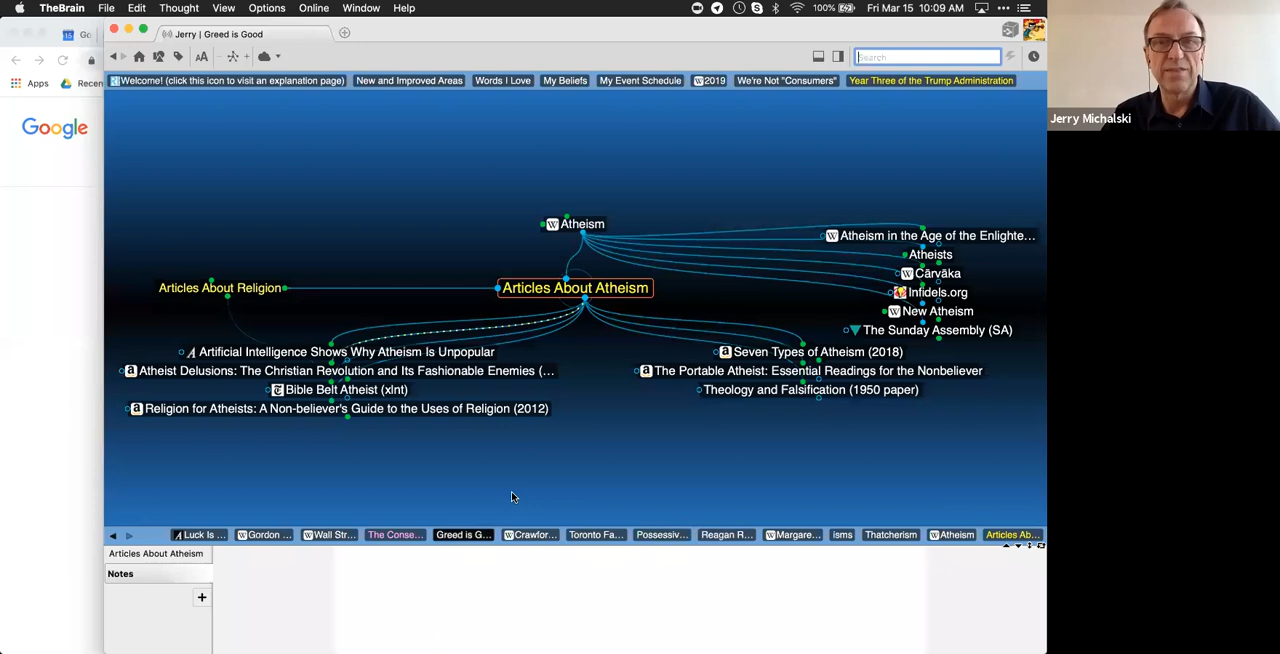 TheBrain File Edit Thought View Options Online Window Help 100% Fri Mar 15 10:09 AM
Jerry | Greed is Good
AA Search
Apps Recen
Welcome! (click this icon to visit an explanation page) New and Improved Areas Words I Love My Beliefs My Event Schedule W 2019 We're Not "Consumers" Year Three of the Trump Administration
Google
Jerry Michalski
W Atheism
W Atheism in the Age of the Enlighte...
Atheists
W Cārvāka
Infidels.org
W New Atheism
The Sunday Assembly (SA)
Articles About Religion
Articles About Atheism
A Artificial Intelligence Shows Why Atheism Is Unpopular
a Atheist Delusions: The Christian Revolution and Its Fashionable Enemies (...
T Bible Belt Atheist (xlnt)
a Religion for Atheists: A Non-believer's Guide to the Uses of Religion (2012)
a Seven Types of Atheism (2018)
a The Portable Atheist: Essential Readings for the Nonbeliever
Theology and Falsification (1950 paper)
A Luck Is ... W Gordon ... W Wall Str... The Conse... Greed is G... W Crawfor... Toronto Fa... Possessiv... Reagan R... W Margare... isms Thatcherism W Atheism Articles Ab...
Articles About Atheism
Notes
+